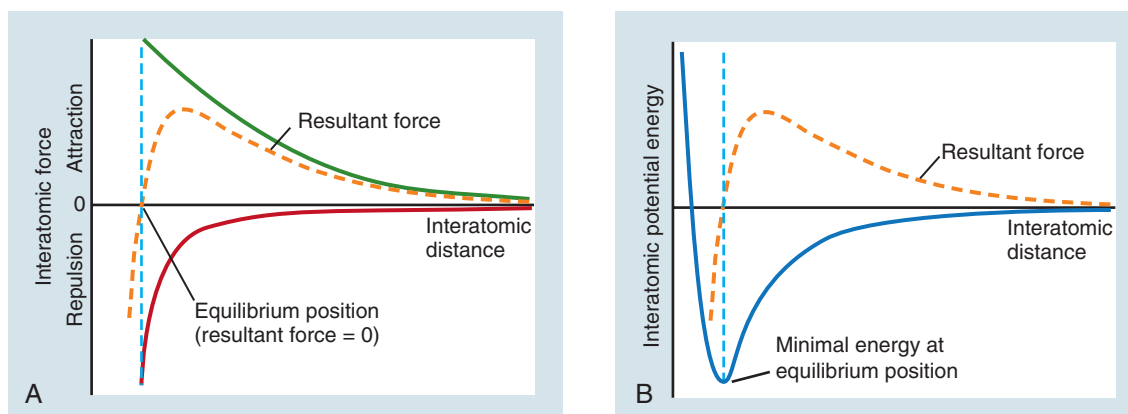 Interatomic force
Repulsion Attraction
0
Resultant force
Interatomic
distance
Equilibrium position
(resultant force = 0)
A
Interatomic potential energy
Resultant force
Interatomic
distance
Minimal energy at
equilibrium position
B